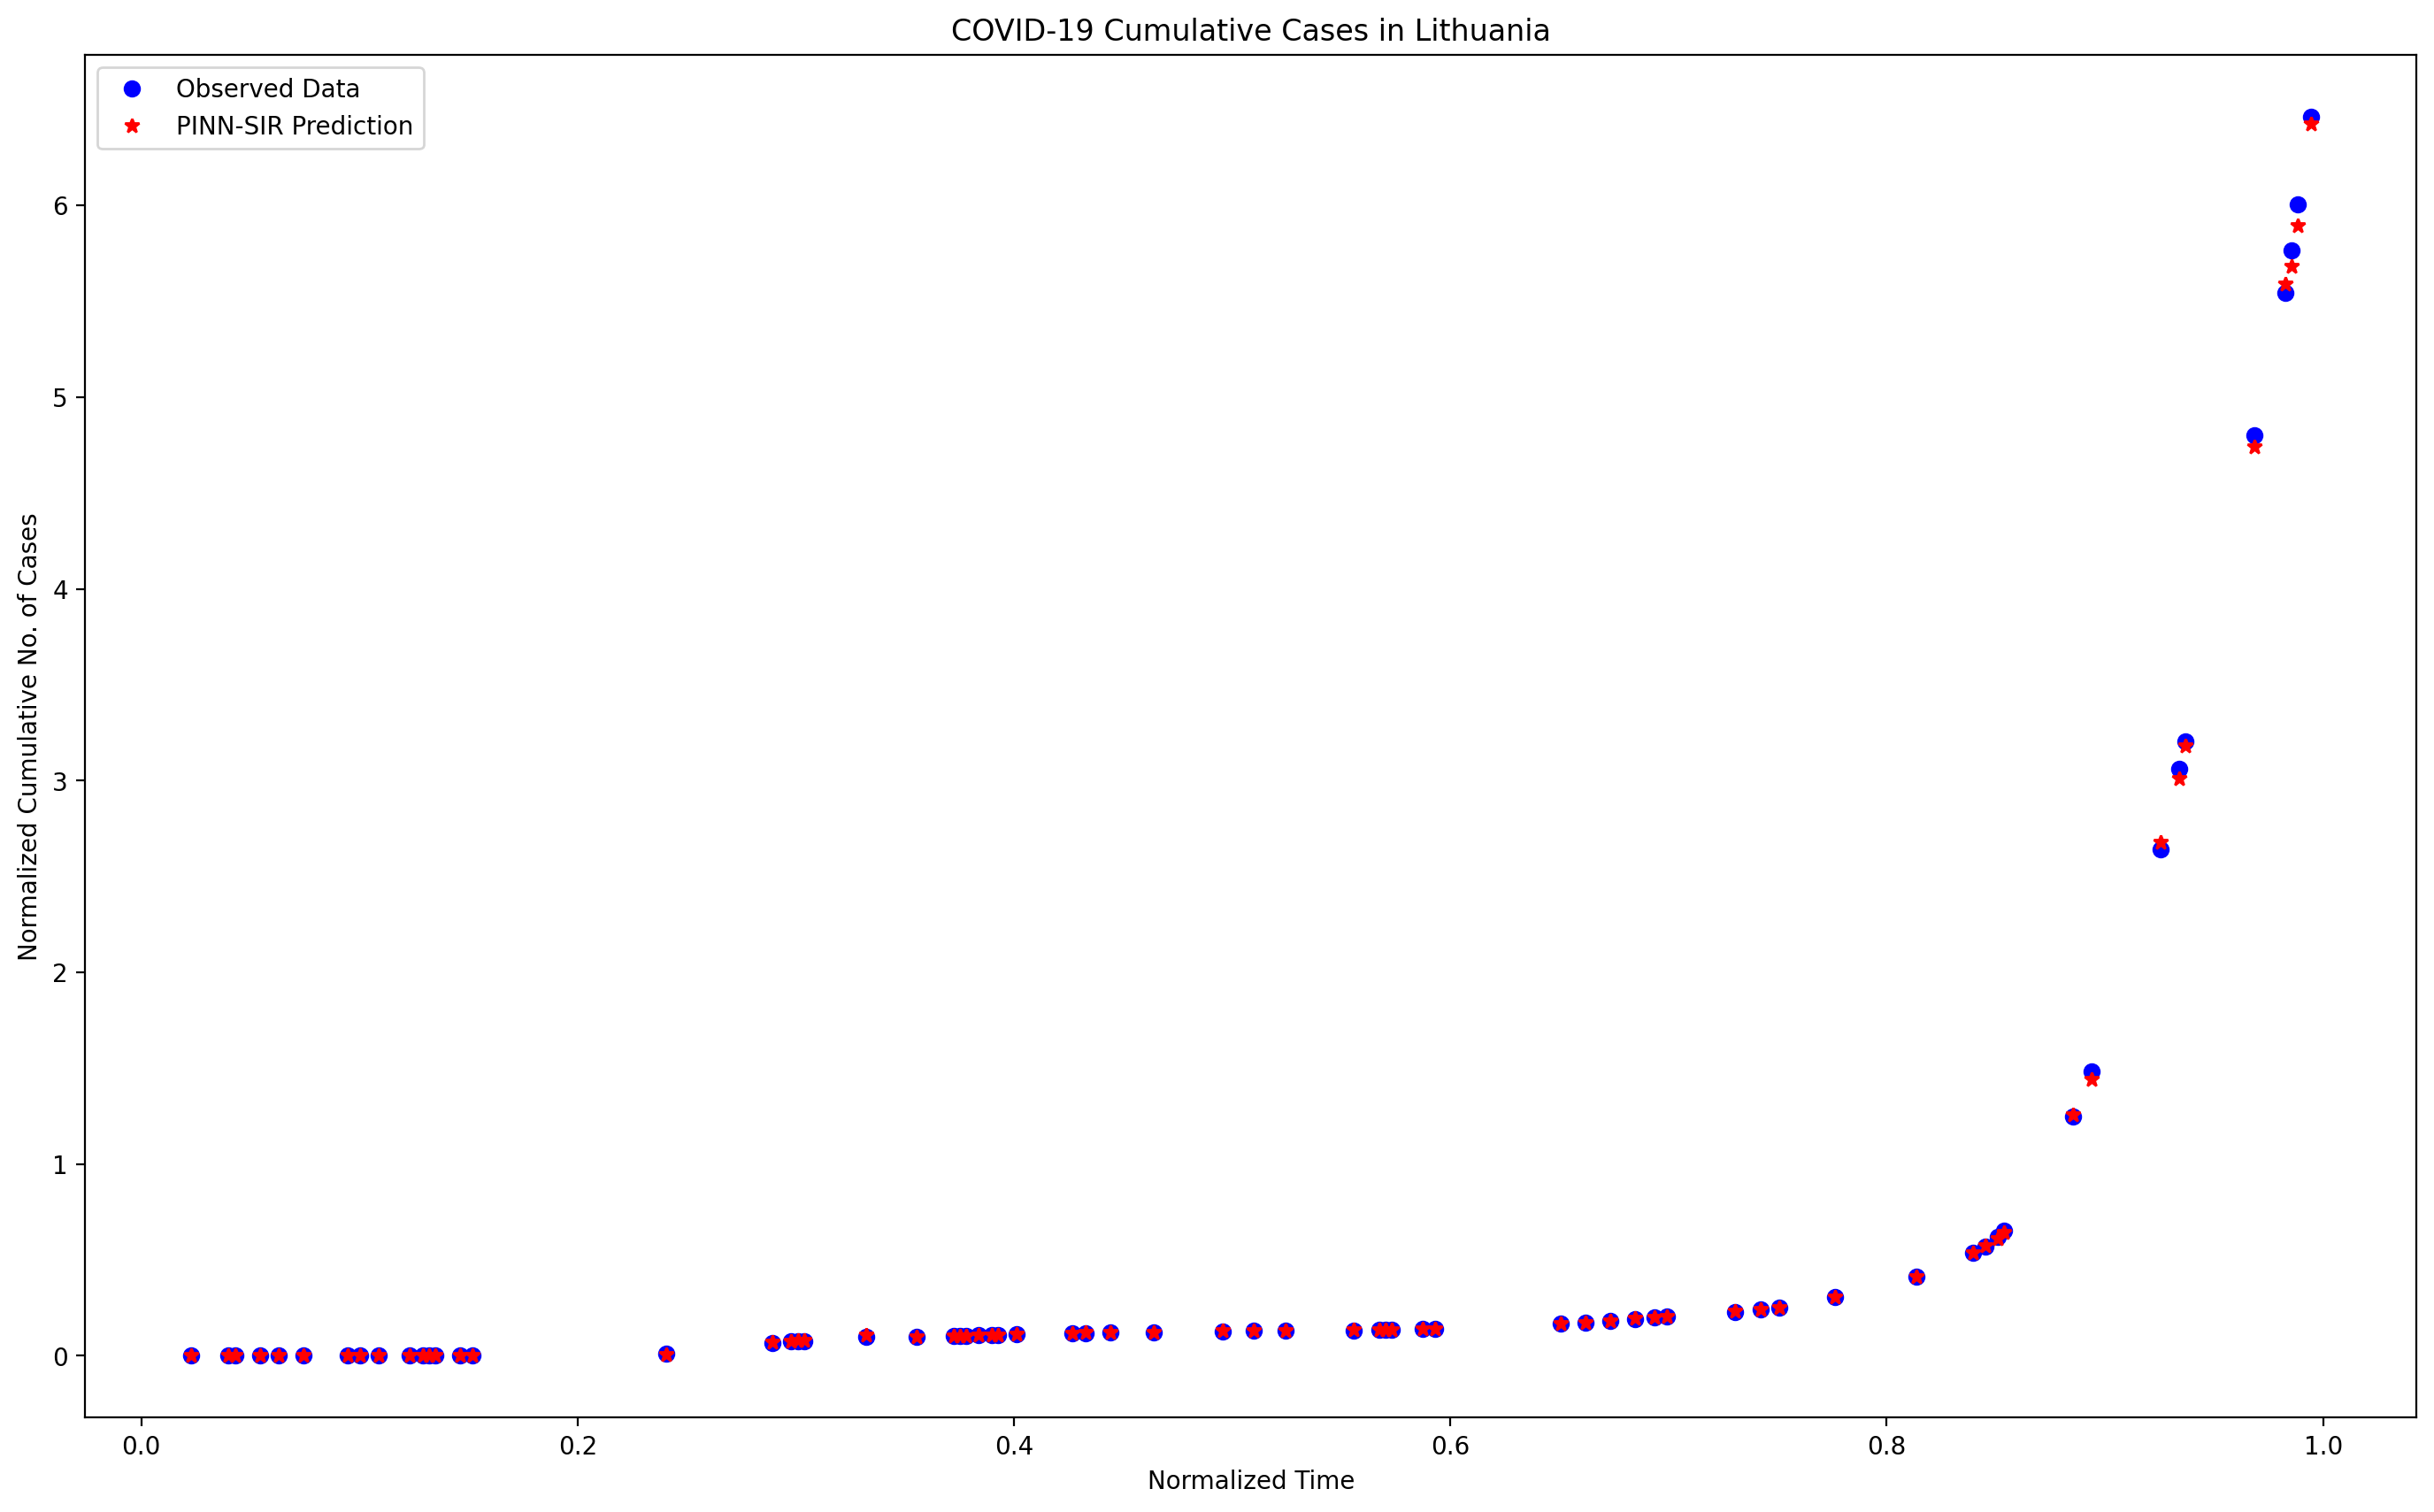 COVID-19 Cumulative Cases in Lithuania
Observed Data
PINN-SIR Prediction
Normalized Cumulative No. of Cases
6
5
4
3
2
1
0
0.0 0.2 0.4 0.6 0.8 1.0
Normalized Time